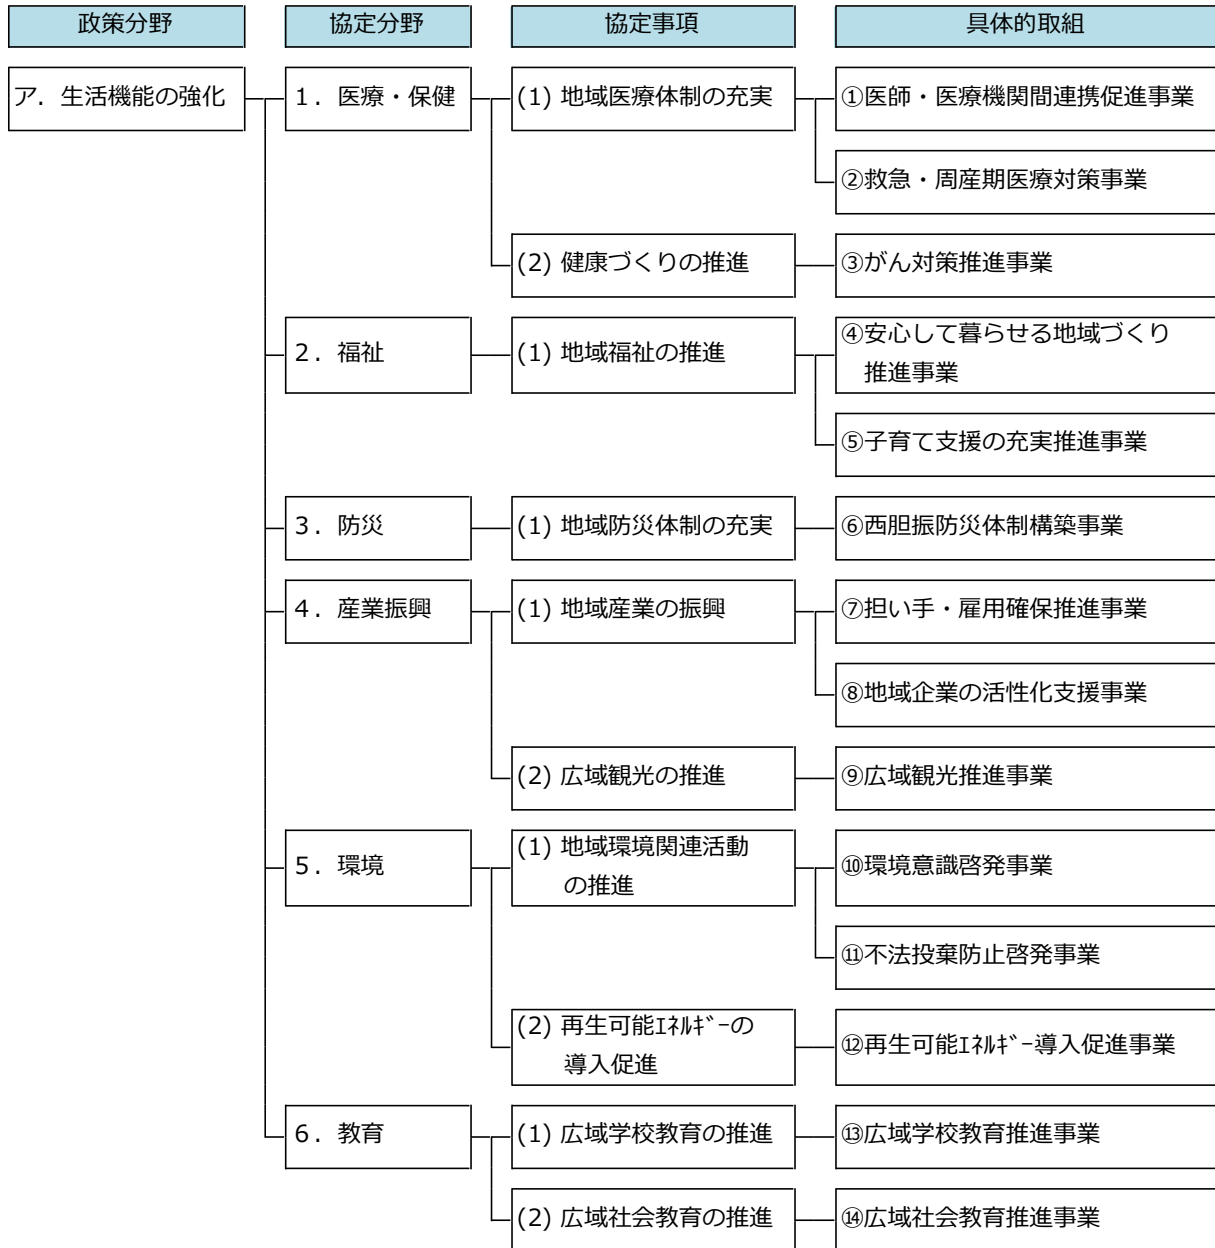 政策分野 協定分野 協定事項 具体的取組
ア．生活機能の強化 １．医療・保健 (1) 地域医療体制の充実 ①医師・医療機関間連携促進事業
②救急・周産期医療対策事業
(2) 健康づくりの推進 ③がん対策推進事業
２．福祉 (1) 地域福祉の推進 ④安心して暮らせる地域づくり
推進事業
⑤子育て支援の充実推進事業
３．防災 (1) 地域防災体制の充実 ⑥西胆振防災体制構築事業
４．産業振興 (1) 地域産業の振興 ⑦担い手・雇用確保推進事業
⑧地域企業の活性化支援事業
(2) 広域観光の推進 ⑨広域観光推進事業
５．環境 (1) 地域環境関連活動
の推進 ⑩環境意識啓発事業
⑪不法投棄防止啓発事業
(2) 再生可能ｴﾈﾙｷﾞｰの
導入促進 ⑫再生可能ｴﾈﾙｷﾞｰ導入促進事業
６．教育 (1) 広域学校教育の推進 ⑬広域学校教育推進事業
(2) 広域社会教育の推進 ⑭広域社会教育推進事業